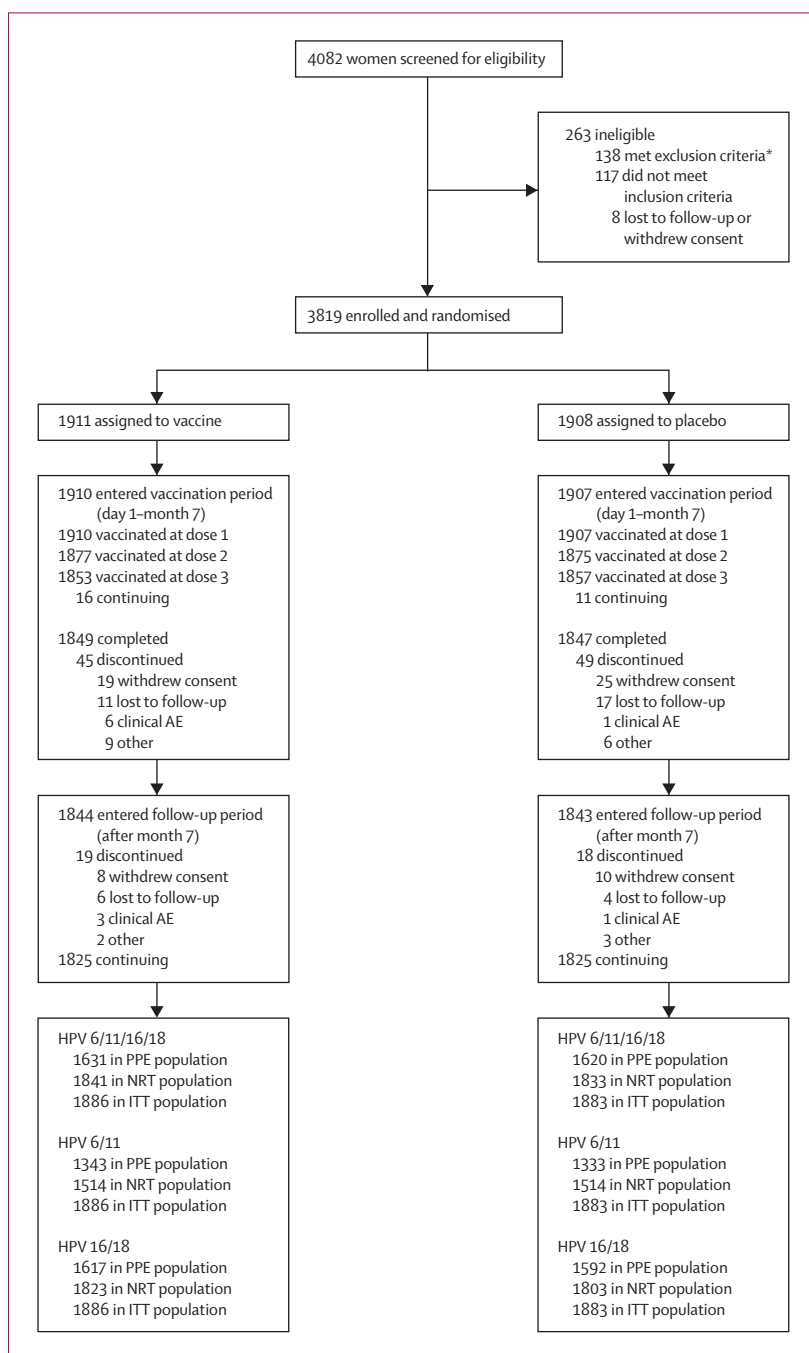 4082 women screened for eligibility
263 ineligible
138 met exclusion criteria*
117 did not meet
inclusion criteria
8 lost to follow-up or
withdrew consent
3819 enrolled and randomised
1911 assigned to vaccine
1908 assigned to placebo
1910 entered vaccination period
(day 1–month 7)
1910 vaccinated at dose 1
1877 vaccinated at dose 2
1853 vaccinated at dose 3
16 continuing
1849 completed
45 discontinued
19 withdrew consent
11 lost to follow-up
6 clinical AE
9 other
1907 entered vaccination period
(day 1–month 7)
1907 vaccinated at dose 1
1875 vaccinated at dose 2
1857 vaccinated at dose 3
11 continuing
1847 completed
49 discontinued
25 withdrew consent
17 lost to follow-up
1 clinical AE
6 other
1844 entered follow-up period
(after month 7)
19 discontinued
8 withdrew consent
6 lost to follow-up
3 clinical AE
2 other
1825 continuing
1843 entered follow-up period
(after month 7)
18 discontinued
10 withdrew consent
4 lost to follow-up
1 clinical AE
3 other
1825 continuing
HPV 6/11/16/18
1631 in PPE population
1841 in NRT population
1886 in ITT population
HPV 6/11
1343 in PPE population
1514 in NRT population
1886 in ITT population
HPV 16/18
1617 in PPE population
1823 in NRT population
1886 in ITT population
HPV 6/11/16/18
1620 in PPE population
1833 in NRT population
1883 in ITT population
HPV 6/11
1333 in PPE population
1514 in NRT population
1883 in ITT population
HPV 16/18
1592 in PPE population
1803 in NRT population
1883 in ITT population